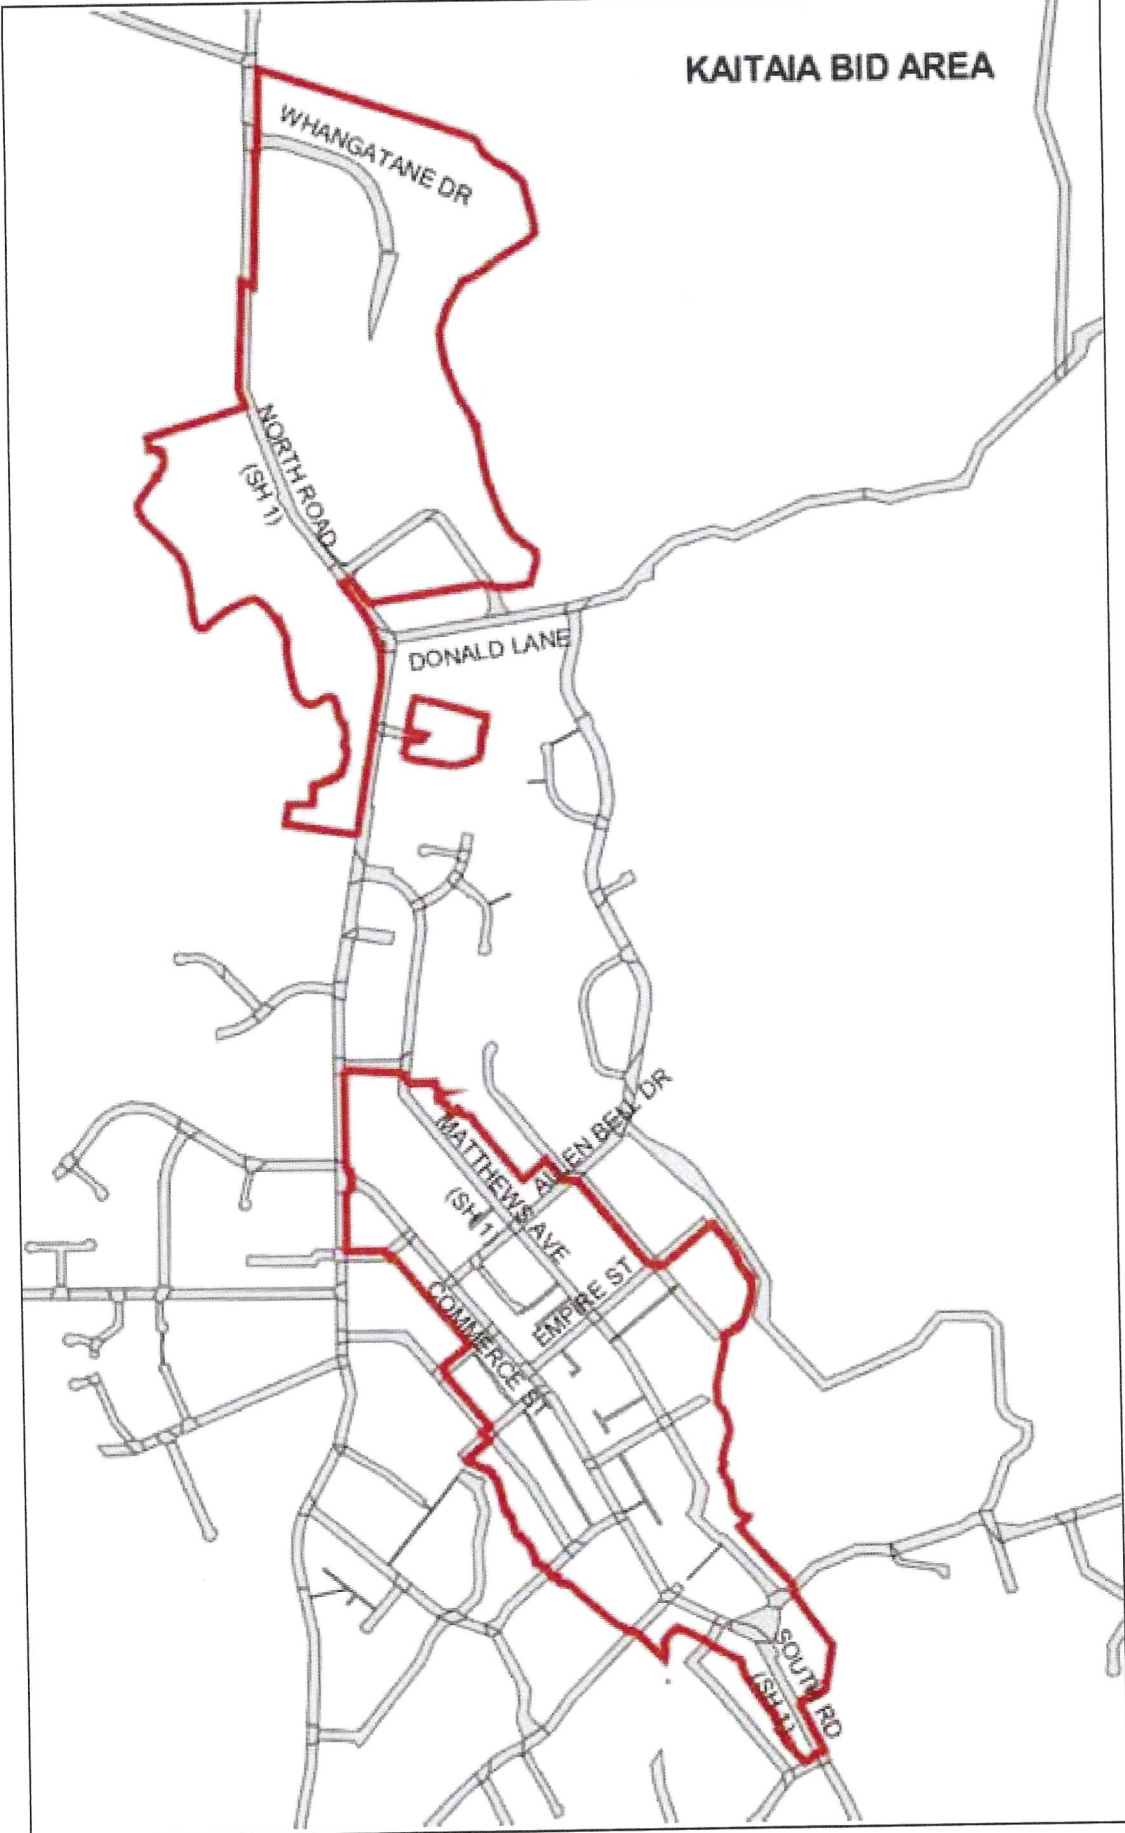 KAITAIA BID AREA
WHANGATANE DR
NORTH ROAD
(SH 1)
DONALD LANE
ALLEN BELL DR
MATTHEWS AVE
(SH 1)
EMPIRE ST
COMMERCE ST
SOUTH RD
(SH 1)